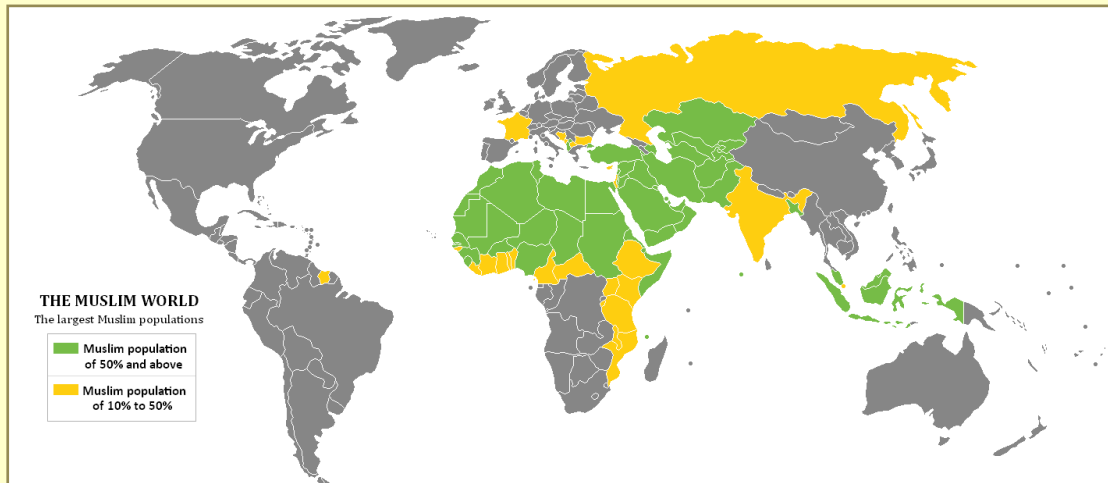 THE MUSLIM WORLD
The largest Muslim populations
Muslim population
of 50% and above
Muslim population
of 10% to 50%